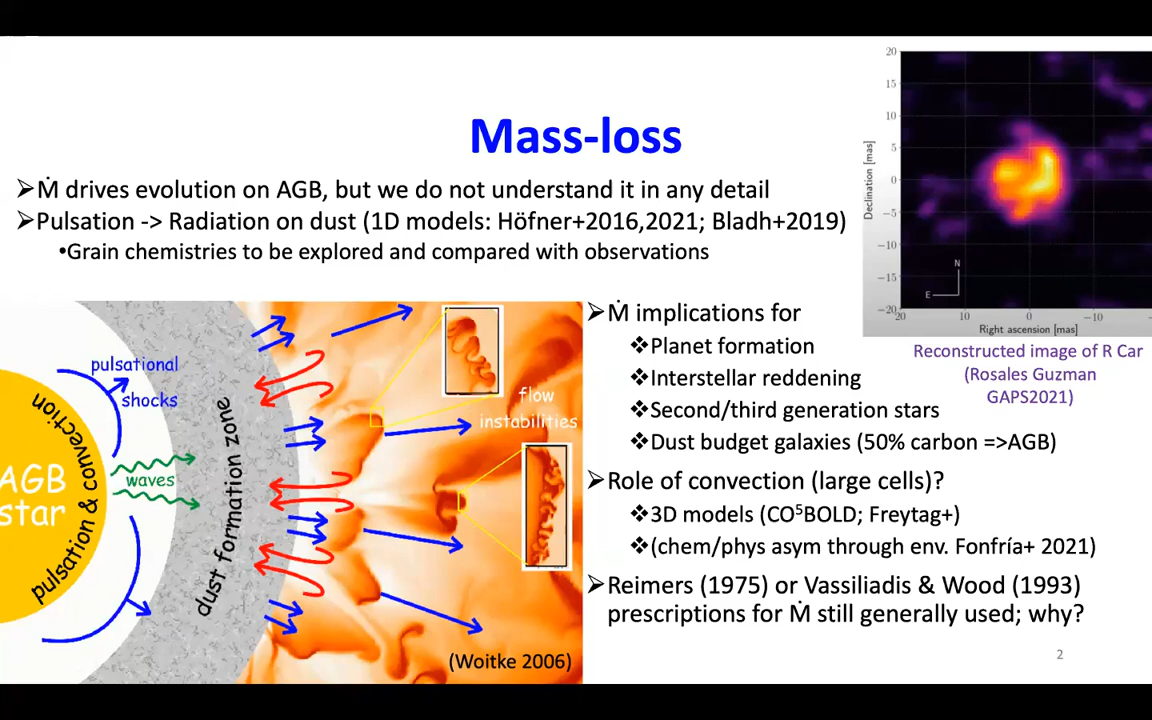 Mass-loss
➢Ṁ drives evolution on AGB, but we do not understand it in any detail
➢Pulsation -> Radiation on dust (1D models: Höfner+2016,2021; Bladh+2019)
•Grain chemistries to be explored and compared with observations
20
15
10
5
0
−5
−10
−15
−20
Declination [mas]
N
E
20
10
0
−10
Right ascension [mas]
Reconstructed image of R Car
(Rosales Guzman
GAPS2021)
AGB
star
pulsation & convection
pulsational
shocks
waves
dust formation zone
flow
instabilities
(Woitke 2006)
➢Ṁ implications for
❖Planet formation
❖Interstellar reddening
❖Second/third generation stars
❖Dust budget galaxies (50% carbon =>AGB)
➢Role of convection (large cells)?
❖3D models (CO⁵BOLD; Freytag+)
❖(chem/phys asym through env. Fonfría+ 2021)
➢Reimers (1975) or Vassiliadis & Wood (1993)
prescriptions for Ṁ still generally used; why?
2